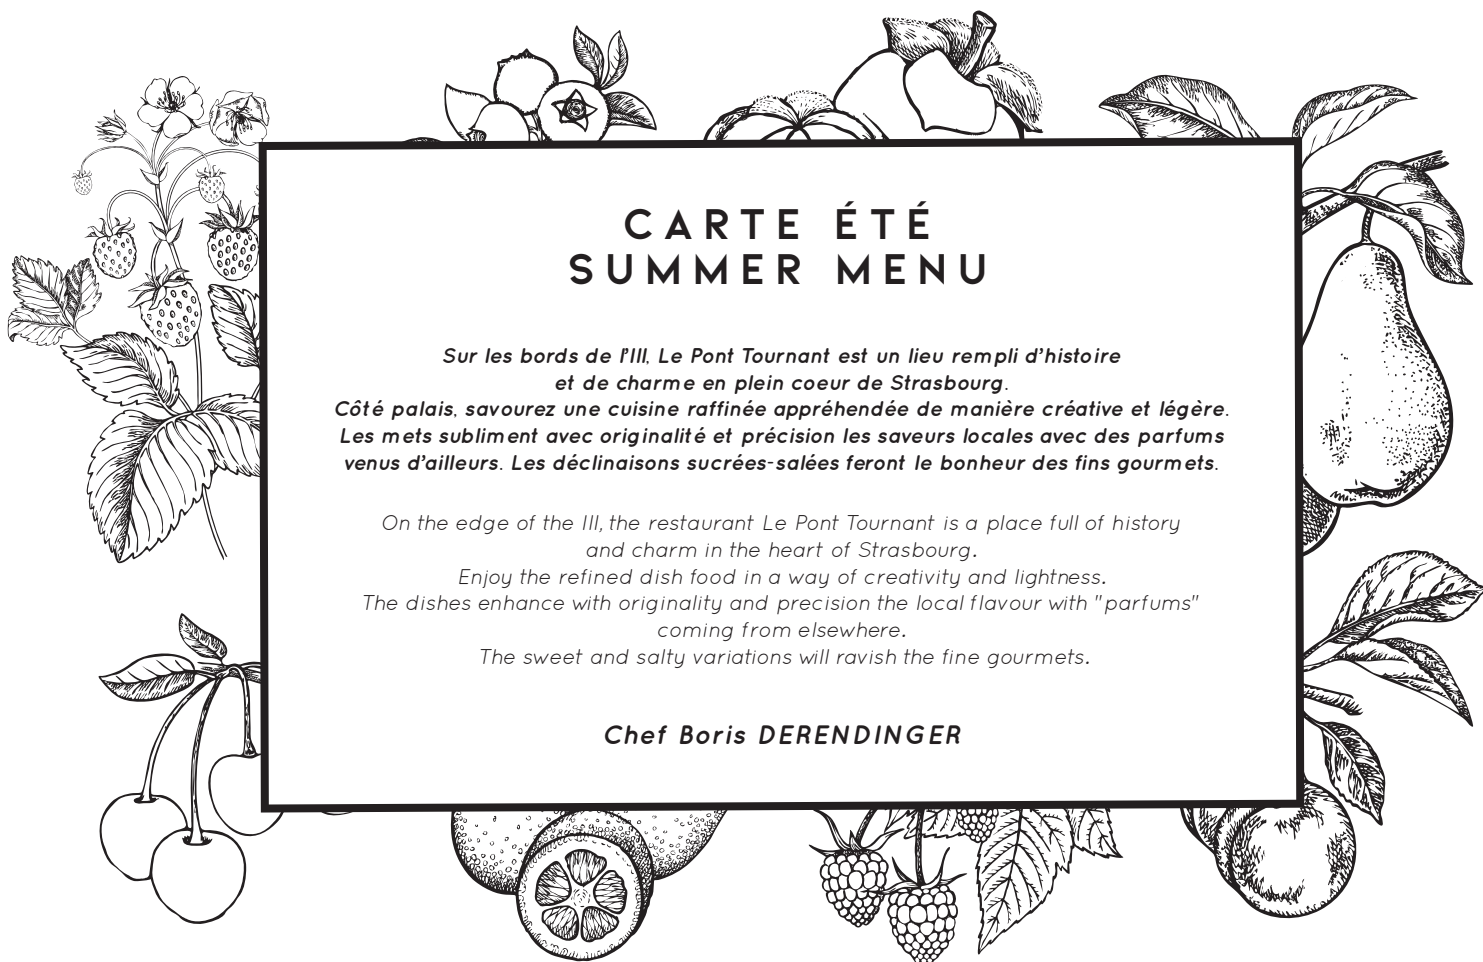 CARTE ÉTÉ
SUMMER MENU
Sur les bords de l'Ill, Le Pont Tournant est un lieu rempli d'histoire
et de charme en plein coeur de Strasbourg.
Côté palais, savourez une cuisine raffinée appréhendée de manière créative et légère.
Les mets subliment avec originalité et précision les saveurs locales avec des parfums
venus d'ailleurs. Les déclinaisons sucrées-salées feront le bonheur des fins gourmets.
On the edge of the Ill, the restaurant Le Pont Tournant is a place full of history
and charm in the heart of Strasbourg.
Enjoy the refined dish food in a way of creativity and lightness.
The dishes enhance with originality and precision the local flavour with "parfums"
coming from elsewhere.
The sweet and salty variations will ravish the fine gourmets.
Chef Boris DERENDINGER